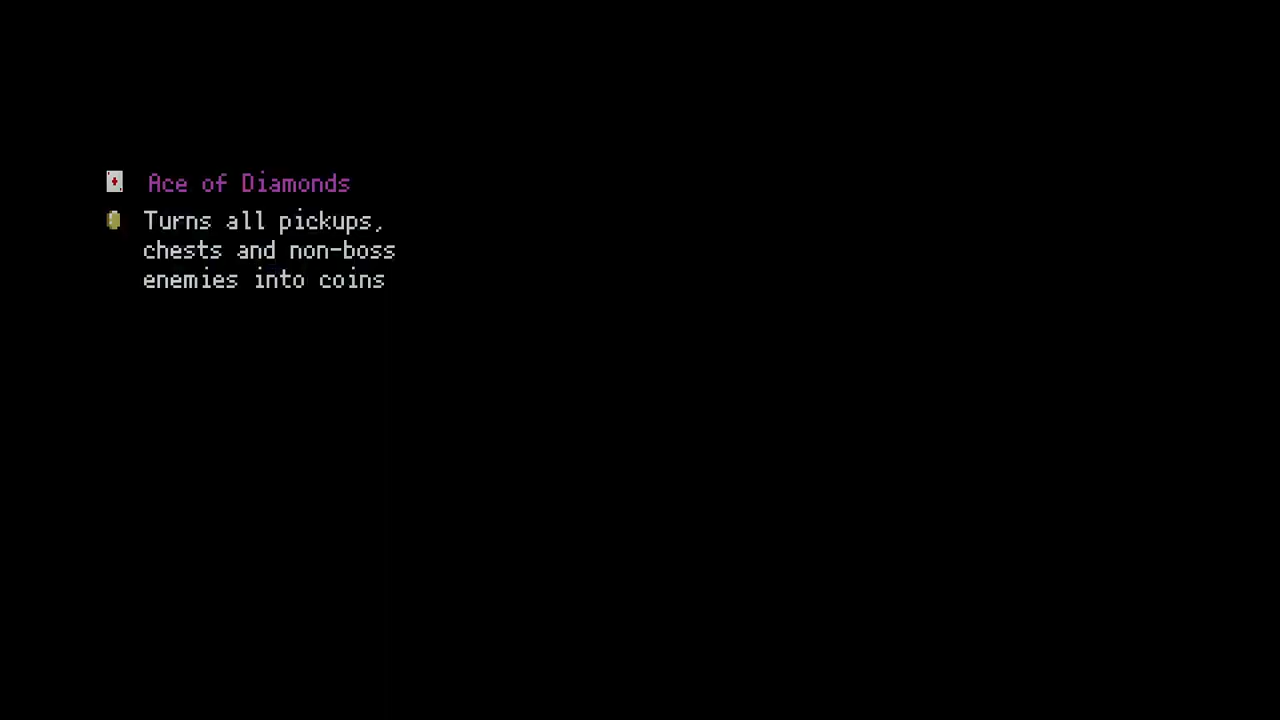 Ace of Diamonds
Turns all pickups,
chests and non-boss
enemies into coins